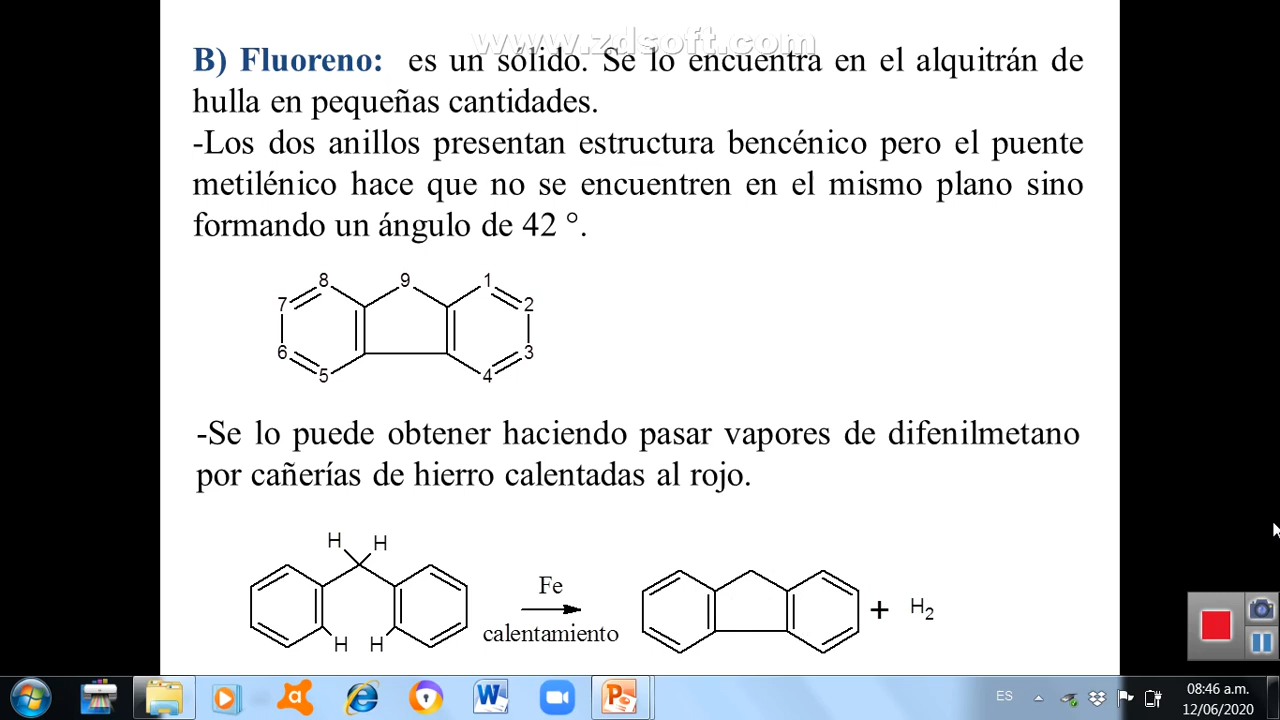 www.zdsoft.com
B) Fluoreno: es un sólido. Se lo encuentra en el alquitrán de
hulla en pequeñas cantidades.
-Los dos anillos presentan estructura bencénico pero el puente
metilénico hace que no se encuentren en el mismo plano sino
formando un ángulo de 42 °.
8 9 1
7 2
6 3
5 4
-Se lo puede obtener haciendo pasar vapores de difenilmetano
por cañerías de hierro calentadas al rojo.
H H
Fe
calentamiento
+ H2
H H
ES
08:46 a.m.
12/06/2020